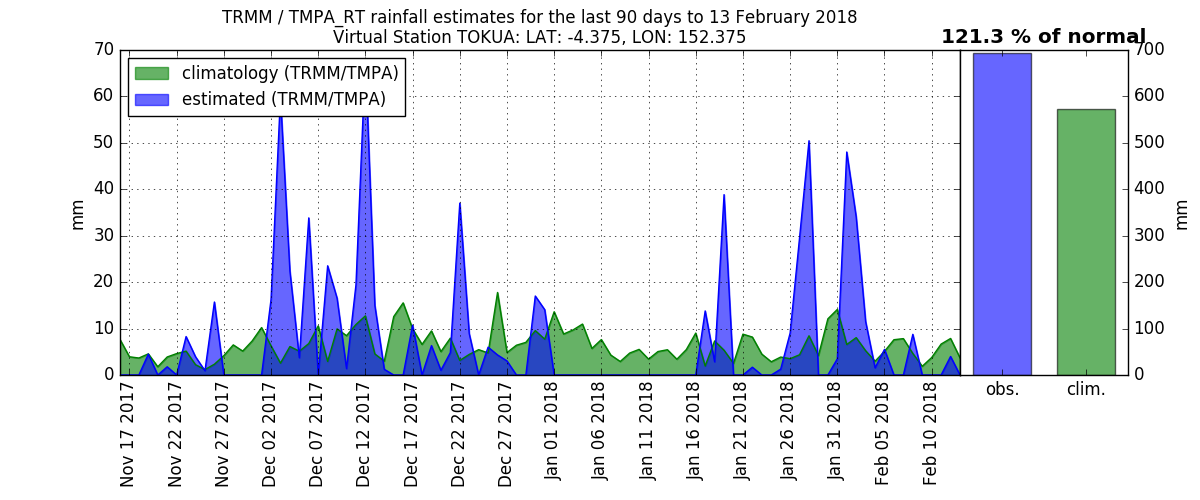 TRMM / TMPA_RT rainfall estimates for the last 90 days to 13 February 2018
Virtual Station TOKUA: LAT: -4.375, LON: 152.375
121.3 % of normal
climatology (TRMM/TMPA)
estimated (TRMM/TMPA)
70
60
50
40
30
20
10
0
mm
700
600
500
400
300
200
100
0
mm
Nov 17 2017
Nov 22 2017
Nov 27 2017
Dec 02 2017
Dec 07 2017
Dec 12 2017
Dec 17 2017
Dec 22 2017
Dec 27 2017
Jan 01 2018
Jan 06 2018
Jan 11 2018
Jan 16 2018
Jan 21 2018
Jan 26 2018
Jan 31 2018
Feb 05 2018
Feb 10 2018
obs.
clim.